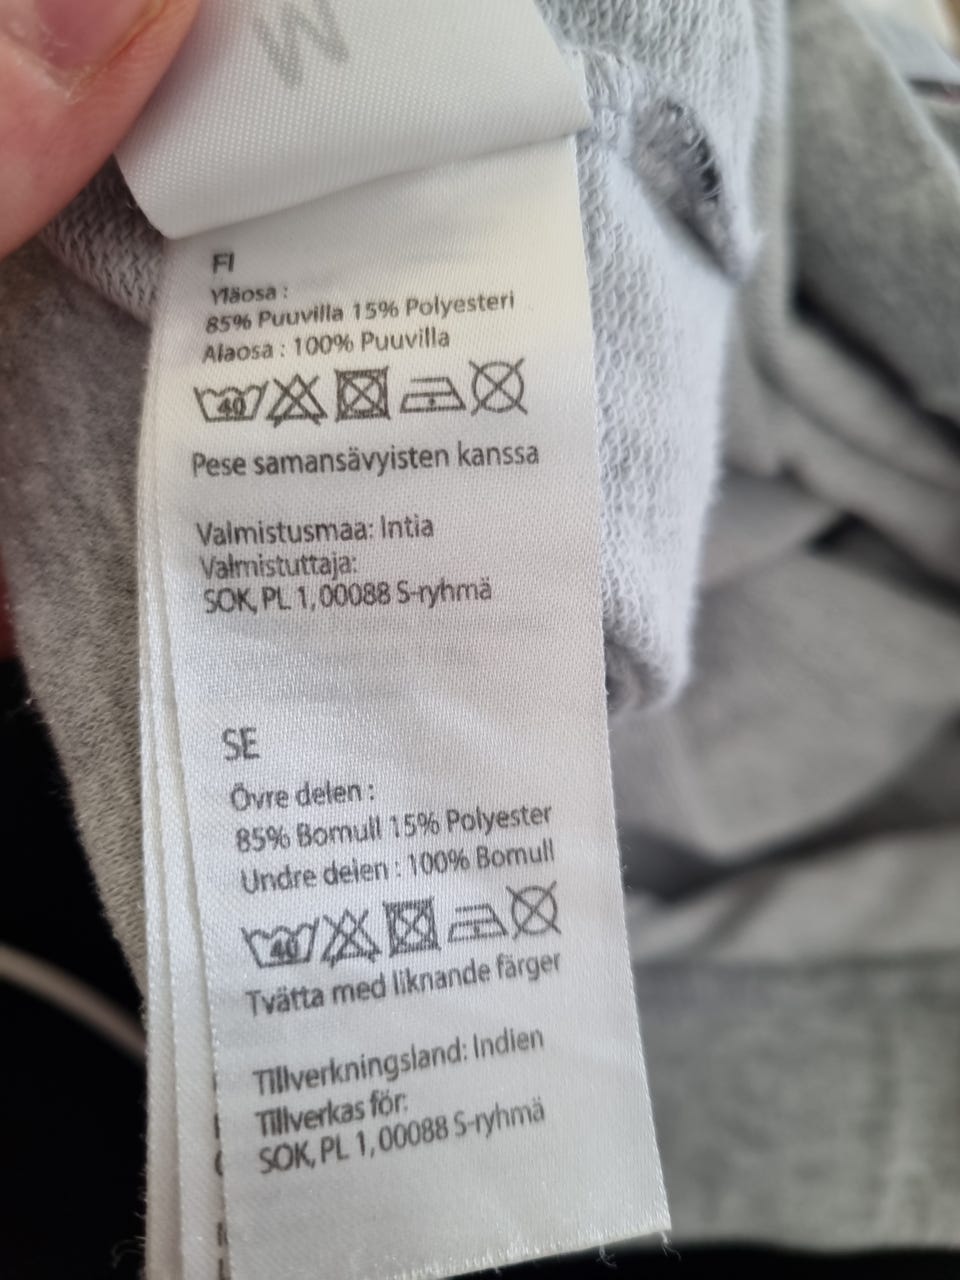 M
FI
Yläosa :
85% Puuvilla 15% Polyesteri
Alaosa : 100% Puuvilla
40
Pese samansävyisten kanssa
Valmistusmaa: Intia
Valmistuttaja:
SOK, PL 1, 00088 S-ryhmä
SE
Övre delen :
85% Bomull 15% Polyester
Undre delen : 100% Bomull
40
Tvätta med liknande färger
Tillverkningsland: Indien
Tillverkas för:
SOK, PL 1, 00088 S-ryhmä